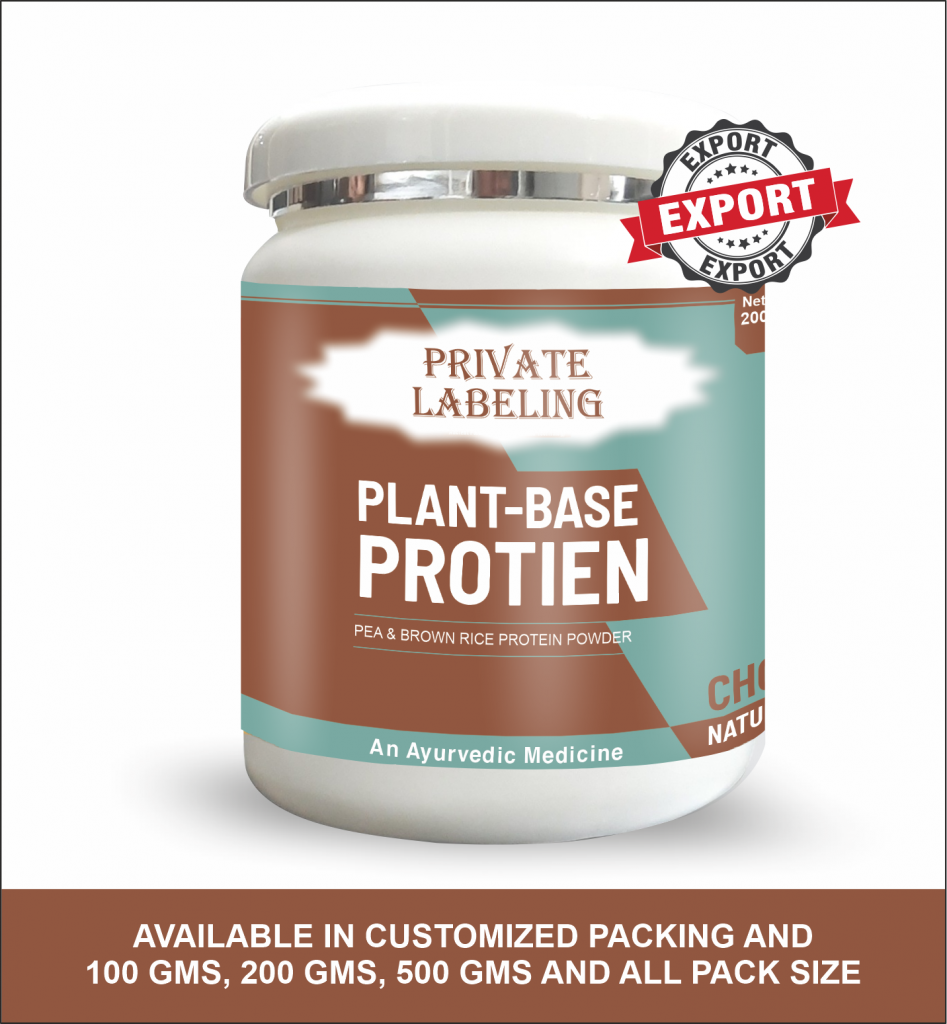 EXPORT
EXPORT
EXPORT
Net
200
PRIVATE
LABELING
PLANT-BASE
PROTIEN
PEA & BROWN RICE PROTEIN POWDER
CHO
NATU
An Ayurvedic Medicine
AVAILABLE IN CUSTOMIZED PACKING AND
100 GMS, 200 GMS, 500 GMS AND ALL PACK SIZE